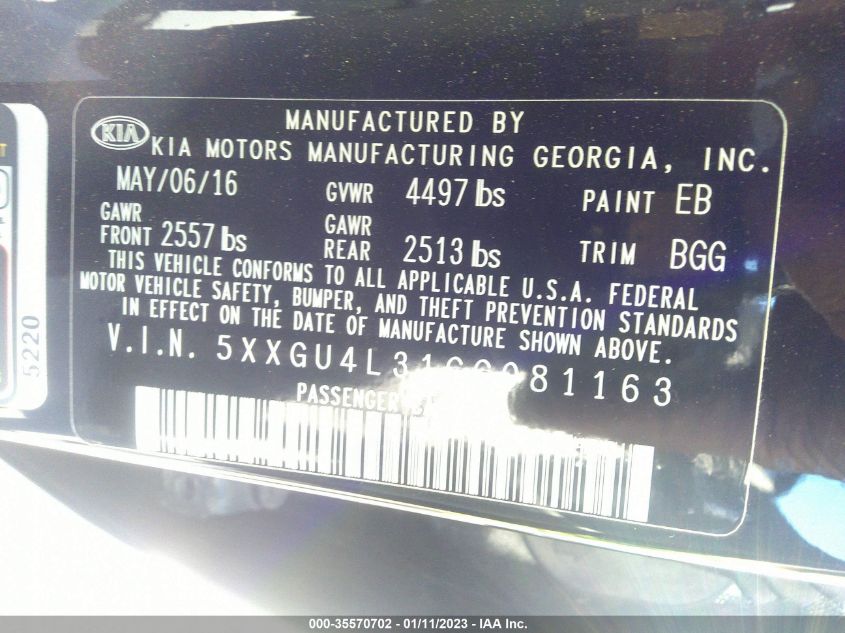 KIA
MANUFACTURED BY
KIA MOTORS MANUFACTURING GEORGIA, INC.
MAY/06/16 GVWR 4497 lbs PAINT EB
GAWR FRONT 2557 lbs GAWR REAR 2513 lbs TRIM BGG
THIS VEHICLE CONFORMS TO ALL APPLICABLE U.S.A. FEDERAL
MOTOR VEHICLE SAFETY, BUMPER, AND THEFT PREVENTION STANDARDS
IN EFFECT ON THE DATE OF MANUFACTURE SHOWN ABOVE.
V.I.N. 5XXGU4L31GG081163
PASSENGER
5220
000-35570702 - 01/11/2023 - IAA Inc.